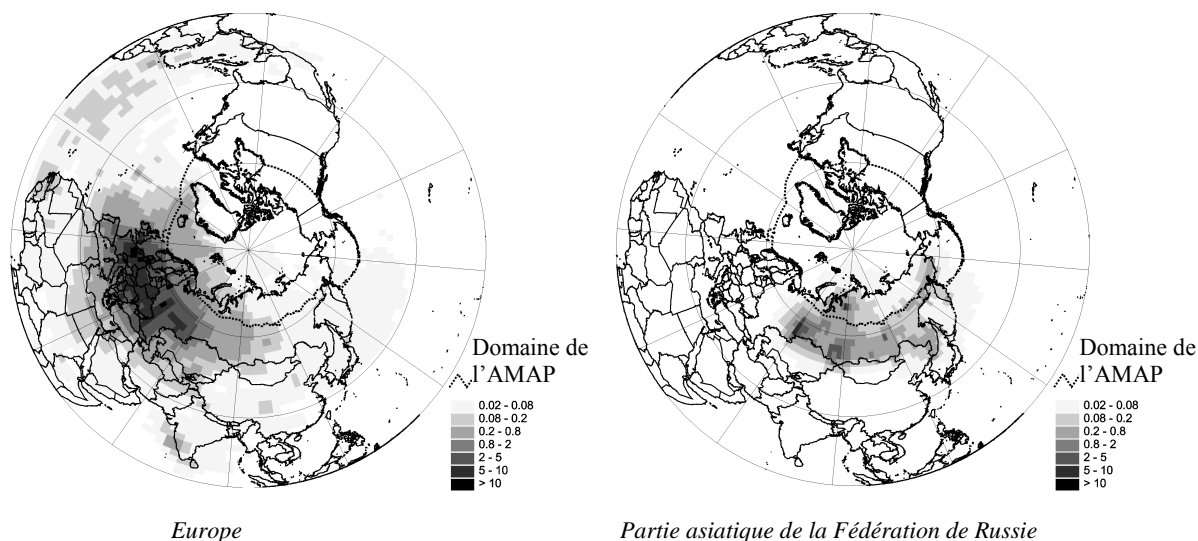 Domaine de
l'AMAP
0.02 - 0.08
0.08 - 0.2
0.2 - 0.8
0.8 - 2
2 - 5
5 - 10
> 10
Europe
Domaine de
l'AMAP
0.02 - 0.08
0.08 - 0.2
0.2 - 0.8
0.8 - 2
2 - 5
5 - 10
> 10
Partie asiatique de la Fédération de Russie